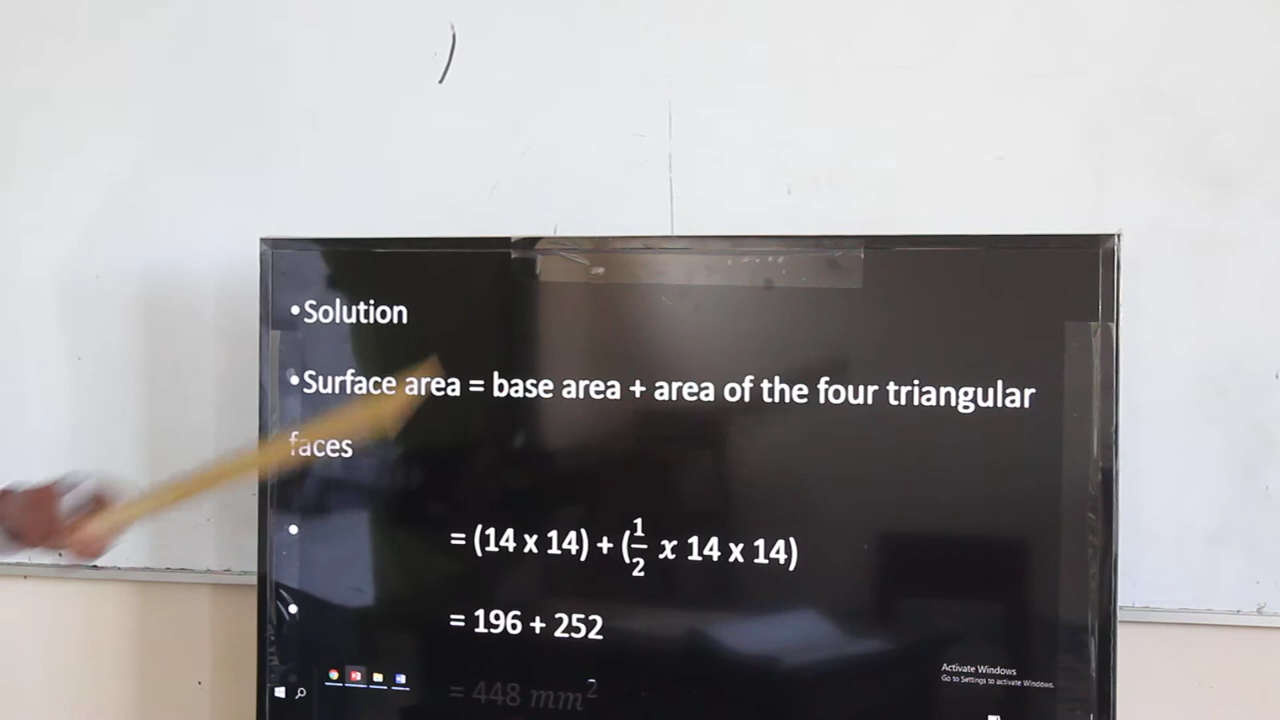 •Solution
•Surface area = base area + area of the four triangular
faces
• = (14 x 14) + (1/2 x 14 x 14)
• = 196 + 252
= 448 mm²
Activate Windows
Go to Settings to activate Windows.